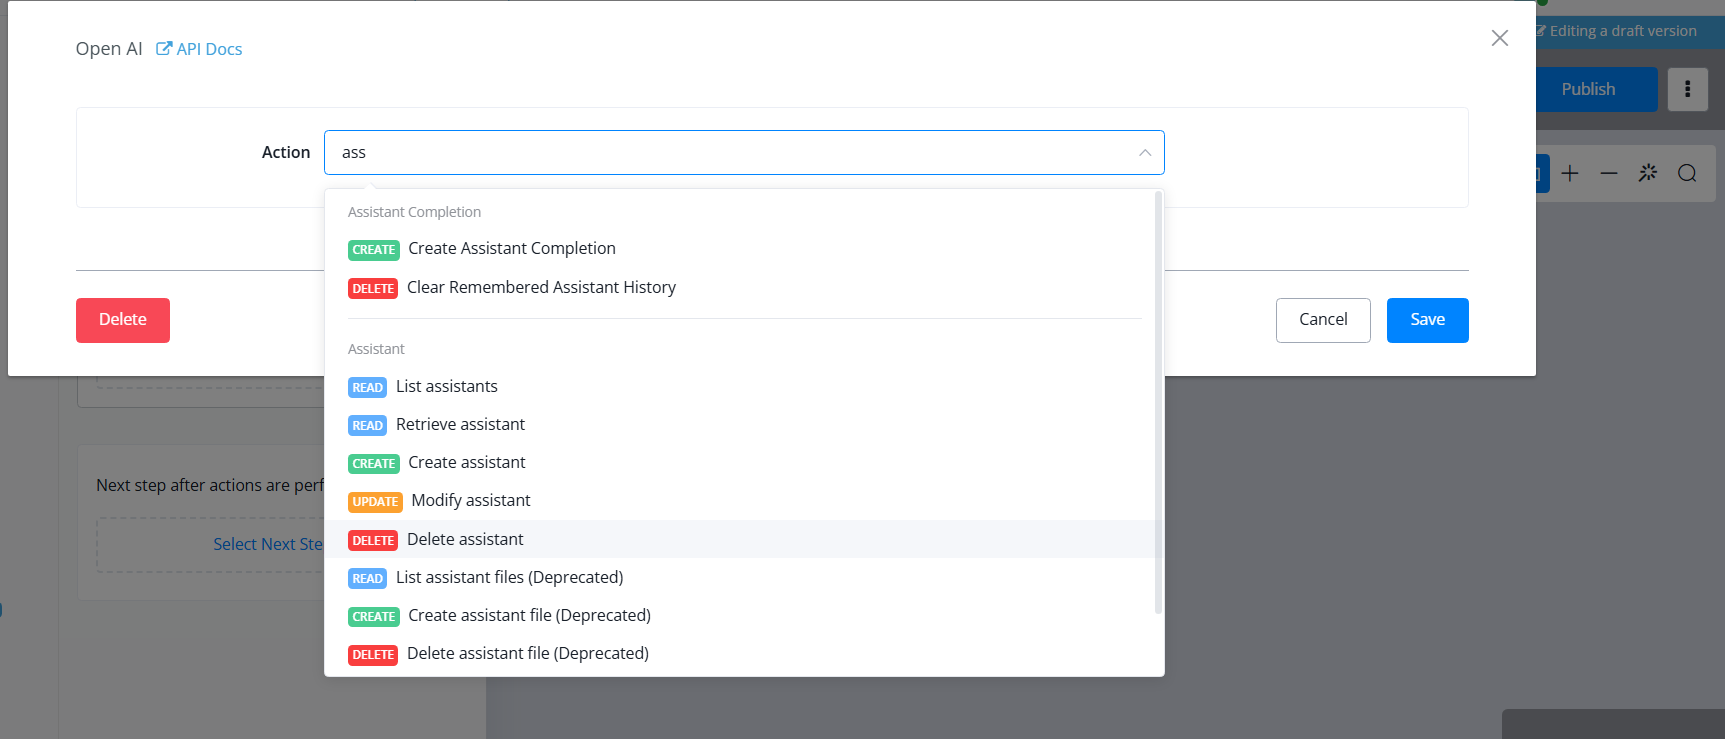 Open AI API Docs
Editing a draft version
Publish
Action ass
Assistant Completion
CREATE Create Assistant Completion
DELETE Clear Remembered Assistant History
Assistant
READ List assistants
READ Retrieve assistant
CREATE Create assistant
UPDATE Modify assistant
DELETE Delete assistant
READ List assistant files (Deprecated)
CREATE Create assistant file (Deprecated)
DELETE Delete assistant file (Deprecated)
Delete
Cancel
Save
Next step after actions are
Select Next